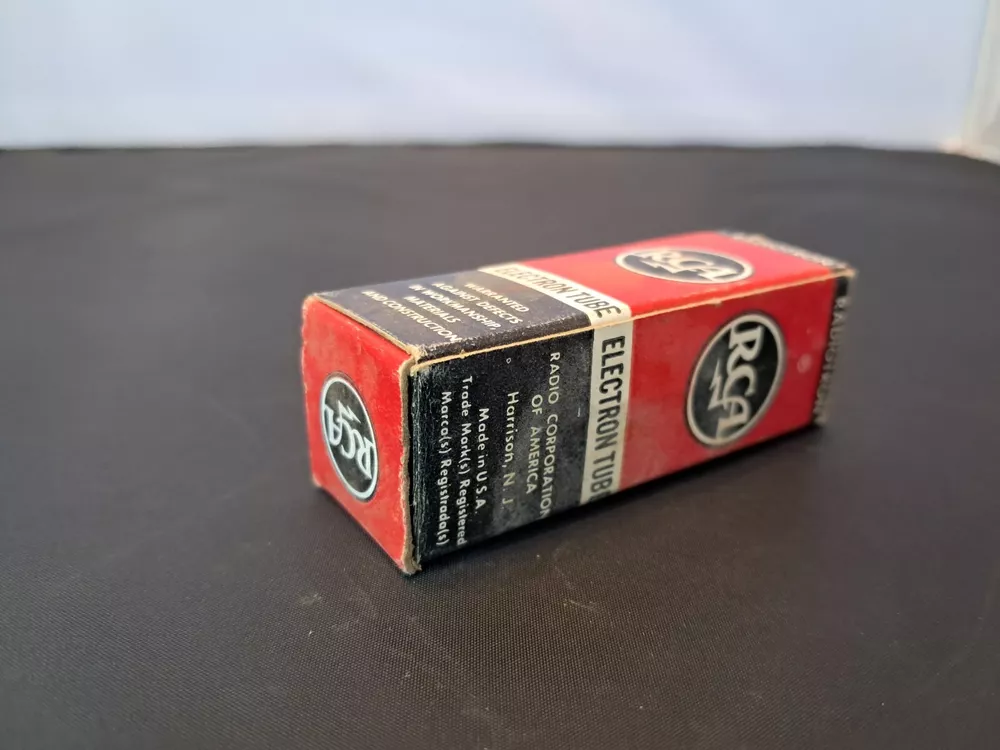 RCA
WARRANTED
AGAINST DEFECTS
IN WORKMANSHIP,
MATERIALS
AND CONSTRUCTION
ELECTRON TUBE
RCA
RCA
ELECTRON TUBE
RADIO CORPORATION
OF AMERICA
Harrison, N. J.
Made in U.S.A.
Trade Mark(s) Registered
Marca(s) Registrada(s)